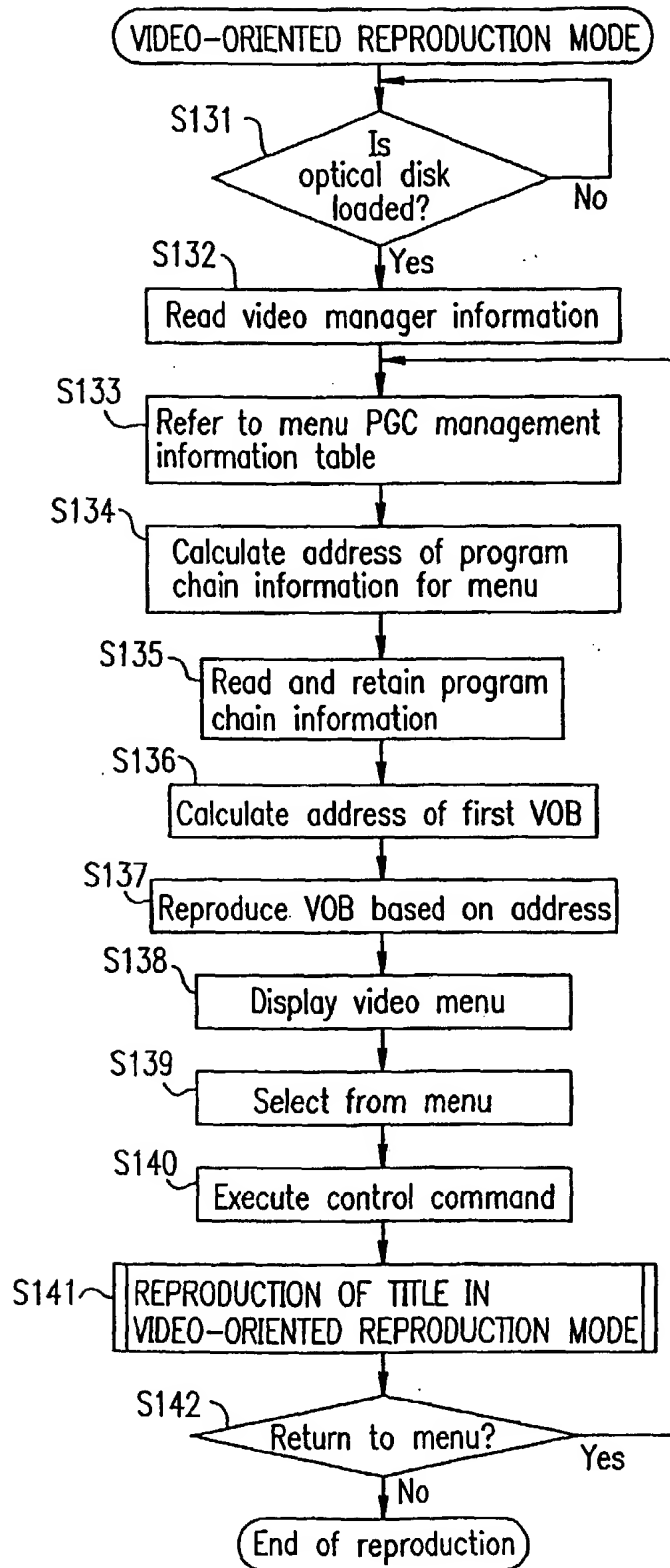 VIDEO-ORIENTED REPRODUCTION MODE
S131
Is
optical disk
loaded?
No
Yes
S132
Read video manager information
S133
Refer to menu PGC management
information table
S134
Calculate address of program
chain information for menu
S135
Read and retain program
chain information
S136
Calculate address of first VOB
S137
Reproduce VOB based on address
S138
Display video menu
S139
Select from menu
S140
Execute control command
S141
REPRODUCTION OF TITLE IN
VIDEO-ORIENTED REPRODUCTION MODE
S142
Return to menu?
Yes
No
End of reproduction